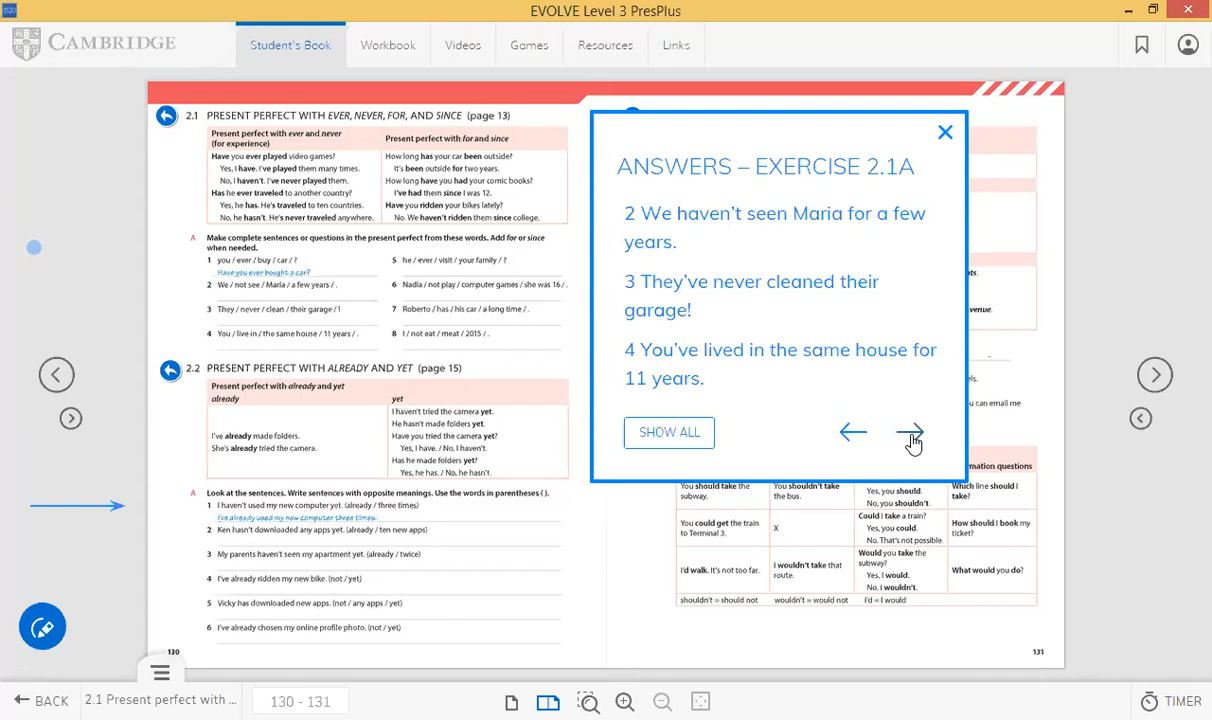 EVOLVE Level 3 PresPlus
CAMBRIDGE
Student's Book
Workbook
Videos
Games
Resources
Links
2.1 PRESENT PERFECT WITH EVER, NEVER, FOR, AND SINCE (page 13)
Present perfect with ever and never
(for experience)
Have you ever played video games?
Yes, I have. I've played them many times.
No, I haven't. I've never played them.
Has he ever traveled to another country?
Yes, he has. He's traveled to ten countries.
No, he hasn't. He's never traveled anywhere.
Present perfect with for and since
How long has your car been outside?
It's been outside for two years.
How long have you had your comic books?
I've had them since I was 12.
Have you ridden your bikes lately?
No. We haven't ridden them since college.
A Make complete sentences or questions in the present perfect from these words. Add for or since
when needed.
1 you / ever / buy / car / ?
Have you ever bought a car?
2 We / not see / Maria / a few years / .
3 They / never / clean / their garage / !
4 You / live in / the same house / 11 years / .
5 he / ever / visit / your family / ?
6 Nadia / not play / computer games / she was 16 / .
7 Roberto / has / his car / a long time / .
8 I / not eat / meat / 2015 / .
2.2 PRESENT PERFECT WITH ALREADY AND YET (page 15)
Present perfect with already and yet
already
I've already made folders.
She's already tried the camera.
yet
I haven't tried the camera yet.
He hasn't made folders yet.
Have you tried the camera yet?
Yes, I have. / No, I haven't.
Has he made folders yet?
Yes, he has. / No, he hasn't.
A Look at the sentences. Write sentences with opposite meanings. Use the words in parentheses ( ).
1 I haven't used my new computer yet. (already / three times)
I've already used my new computer three times.
2 Ken hasn't downloaded any apps yet. (already / ten new apps)
3 My parents haven't seen my apartment yet. (already / twice)
4 I've already ridden my new bike. (not / yet)
5 Vicky has downloaded new apps. (not / any apps / yet)
6 I've already chosen my online profile photo. (not / yet)
130
ANSWERS – EXERCISE 2.1A
2 We haven't seen Maria for a few
years.
3 They've never cleaned their
garage!
4 You've lived in the same house for
11 years.
SHOW ALL
ts.
venue.
els.
ou can email me
mation questions
You should take the
subway.
You shouldn't take
the bus.
Yes, you should.
No, you shouldn't.
Which line should I
take?
You could get the train
to Terminal 3.
X
Could I take a train?
Yes, you could.
No. That's not possible.
How should I book my
ticket?
I'd walk. It's not too far.
I wouldn't take that
route.
Would you take the
subway?
Yes, I would.
No, I wouldn't.
What would you do?
shouldn't = should not
wouldn't = would not
I'd = I would
131
BACK
2.1 Present perfect with ...
130 - 131
TIMER